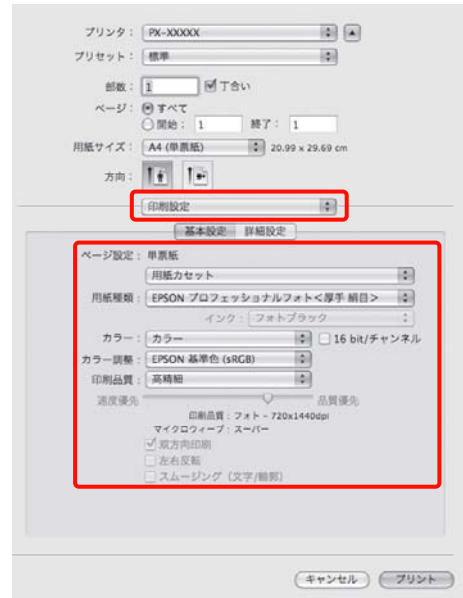 プリンタ： PX-XXXXX
プリセット： 標準
部数： 1 丁合い
ページ： すべて
開始： 1 終了： 1
用紙サイズ： A4 (単票紙) 20.99 x 29.69 cm
方向：
印刷設定
基本設定 詳細設定
ページ設定： 単票紙
用紙カセット
用紙種類： EPSON プロフェッショナルフォト＜厚手 絹目＞
インク： フォトブラック
カラー： カラー 16 bit/チャンネル
カラー調整： EPSON 基準色 (sRGB)
印刷品質： 高精細
速度優先 品質優先
印刷品質： フォト - 720x1440dpi
マイクロウィーブ： スーパー
双方向印刷
左右反転
スムージング（文字/輪郭）
キャンセル プリント